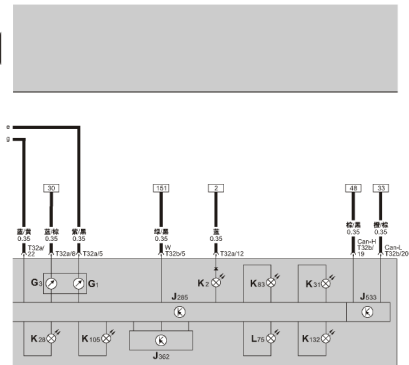 30
151
2
48
33
蓝/黄
0.35
蓝/棕
0.35
紫/黑
0.35
绿/黑
0.35
蓝
0.35
棕/黑
0.35
橙/棕
0.35
T32a/
22
T32a/8
T32a/5
W
T32b/5
T32a/12
Can-H
T32b/
19
Can-L
T32b/20
G3
G1
K2
K83
K31
J285
J533
K28
K105
J362
L75
K132